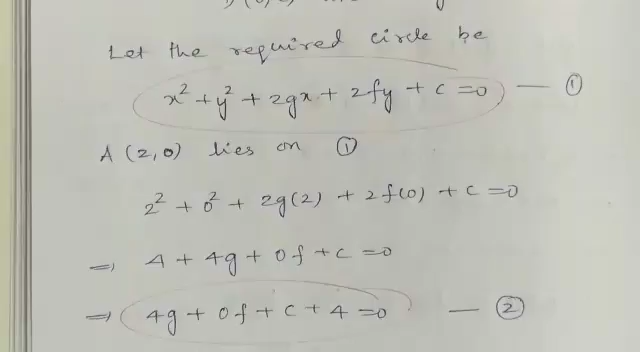 Let the required circle be
x² + y² + 2gx + 2fy + c = 0 — ①
A (2,0) lies on ①
2² + 0² + 2g(2) + 2f(0) + c = 0
⇒ 4 + 4g + 0f + c = 0
⇒ 4g + 0f + c + 4 = 0 — ②